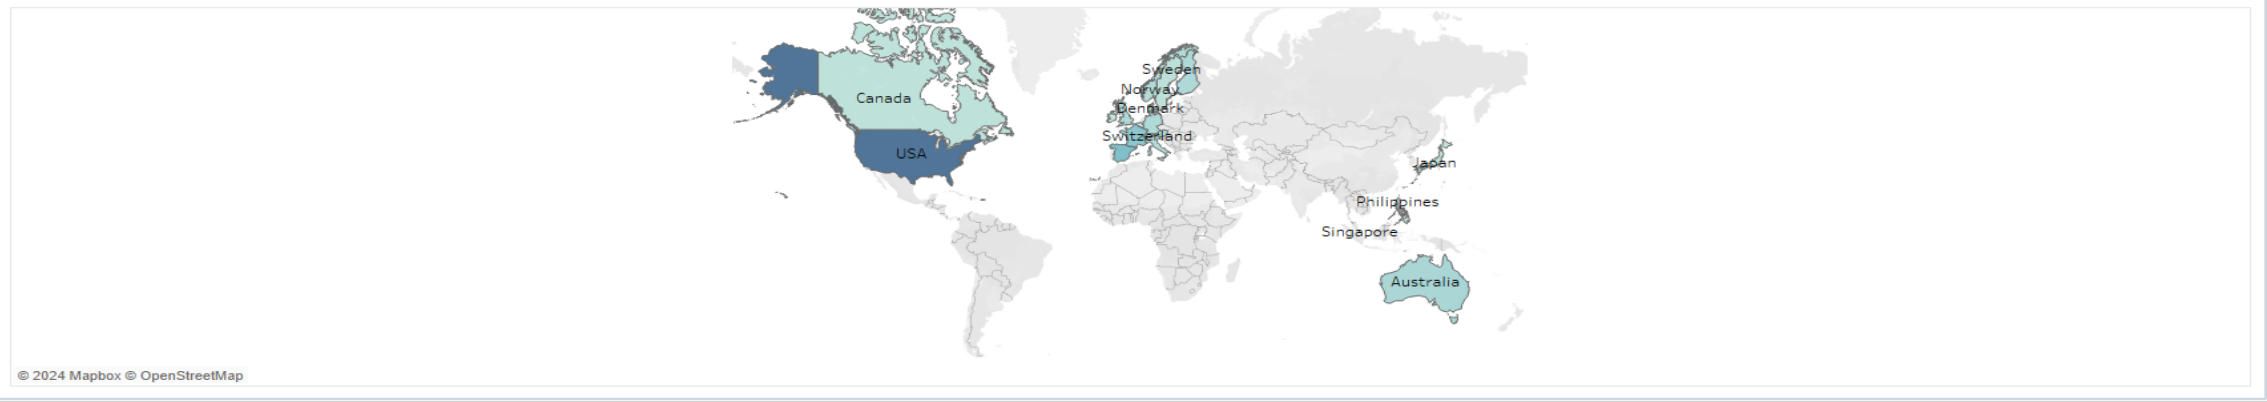 Sweden
Norway
Canada
Denmark
Switzerland
USA
Japan
Philippines
Singapore
Australia
© 2024 Mapbox © OpenStreetMap